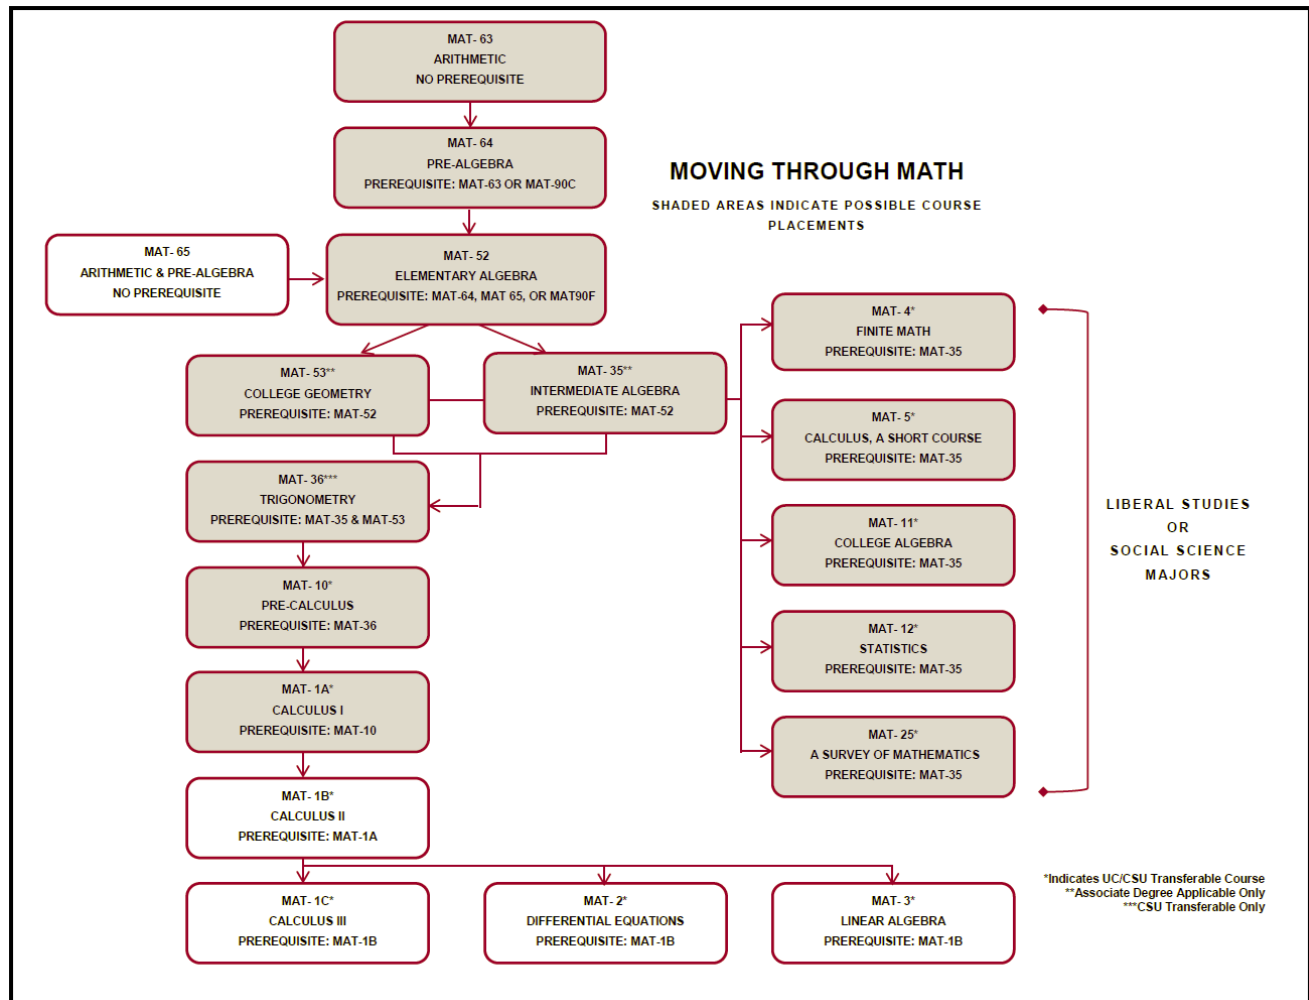 MAT- 63
ARITHMETIC
NO PREREQUISITE
MAT- 64
PRE-ALGEBRA
PREREQUISITE: MAT-63 OR MAT-90C
MOVING THROUGH MATH
SHADED AREAS INDICATE POSSIBLE COURSE
PLACEMENTS
MAT- 65
ARITHMETIC & PRE-ALGEBRA
NO PREREQUISITE
MAT- 52
ELEMENTARY ALGEBRA
PREREQUISITE: MAT-64, MAT 65, OR MAT90F
MAT- 53**
COLLEGE GEOMETRY
PREREQUISITE: MAT-52
MAT- 35**
INTERMEDIATE ALGEBRA
PREREQUISITE: MAT-52
MAT- 36***
TRIGONOMETRY
PREREQUISITE: MAT-35 & MAT-53
MAT- 10*
PRE-CALCULUS
PREREQUISITE: MAT-36
MAT- 1A*
CALCULUS I
PREREQUISITE: MAT-10
MAT- 1B*
CALCULUS II
PREREQUISITE: MAT-1A
MAT- 1C*
CALCULUS III
PREREQUISITE: MAT-1B
MAT- 2*
DIFFERENTIAL EQUATIONS
PREREQUISITE: MAT-1B
MAT- 3*
LINEAR ALGEBRA
PREREQUISITE: MAT-1B
MAT- 4*
FINITE MATH
PREREQUISITE: MAT-35
MAT- 5*
CALCULUS, A SHORT COURSE
PREREQUISITE: MAT-35
MAT- 11*
COLLEGE ALGEBRA
PREREQUISITE: MAT-35
MAT- 12*
STATISTICS
PREREQUISITE: MAT-35
MAT- 25*
A SURVEY OF MATHEMATICS
PREREQUISITE: MAT-35
LIBERAL STUDIES
OR
SOCIAL SCIENCE
MAJORS
*Indicates UC/CSU Transferable Course
**Associate Degree Applicable Only
***CSU Transferable Only